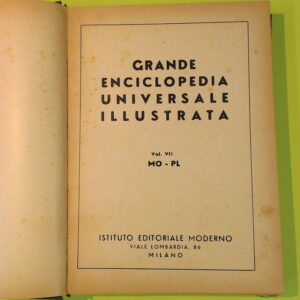 GRANDE
ENCICLOPEDIA
UNIVERSALE
ILLUSTRATA
Vol. VII
MO - PL
ISTITUTO EDITORIALE MODERNO
VIALE LOMBARDIA, 86
MILANO